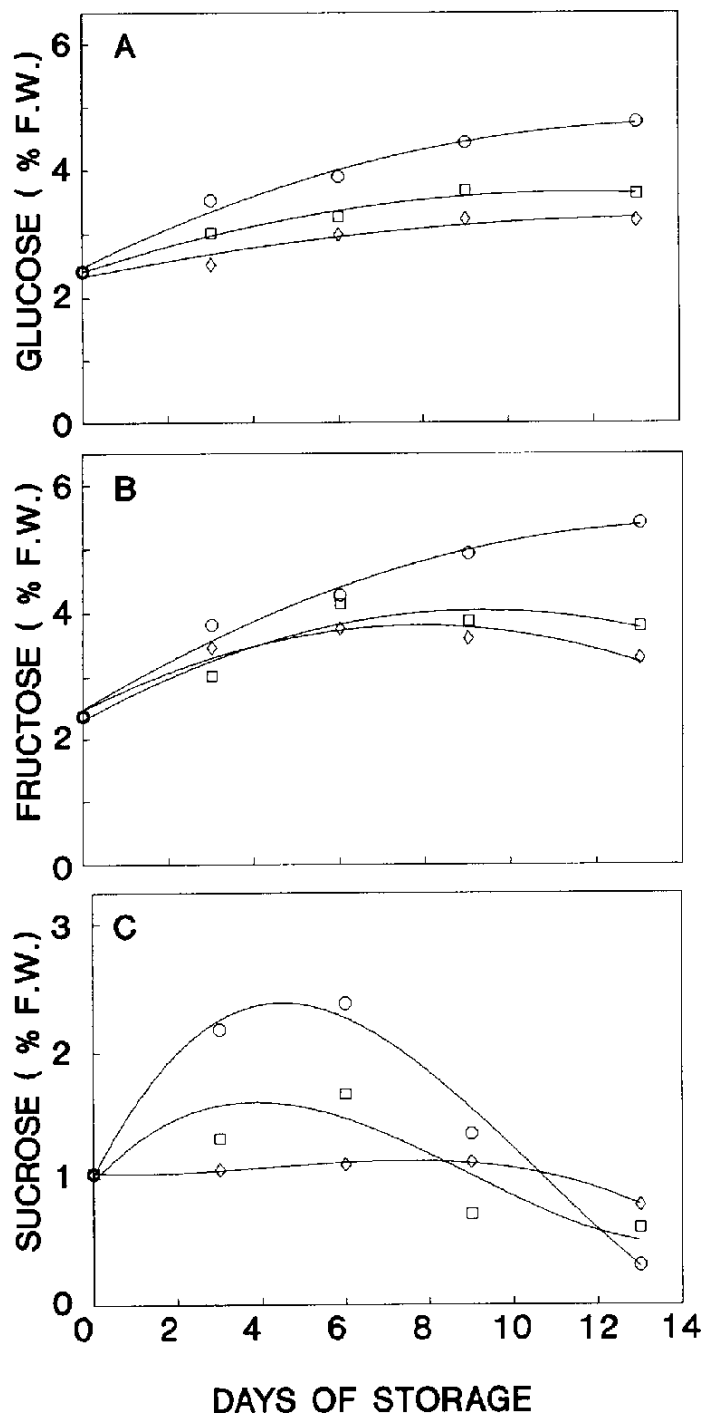 A
GLUCOSE ( % F.W.)
6
4
2
0
B
FRUCTOSE ( % F.W.)
6
4
2
0
C
SUCROSE ( % F.W.)
3
2
1
0
0 2 4 6 8 10 12 14
DAYS OF STORAGE